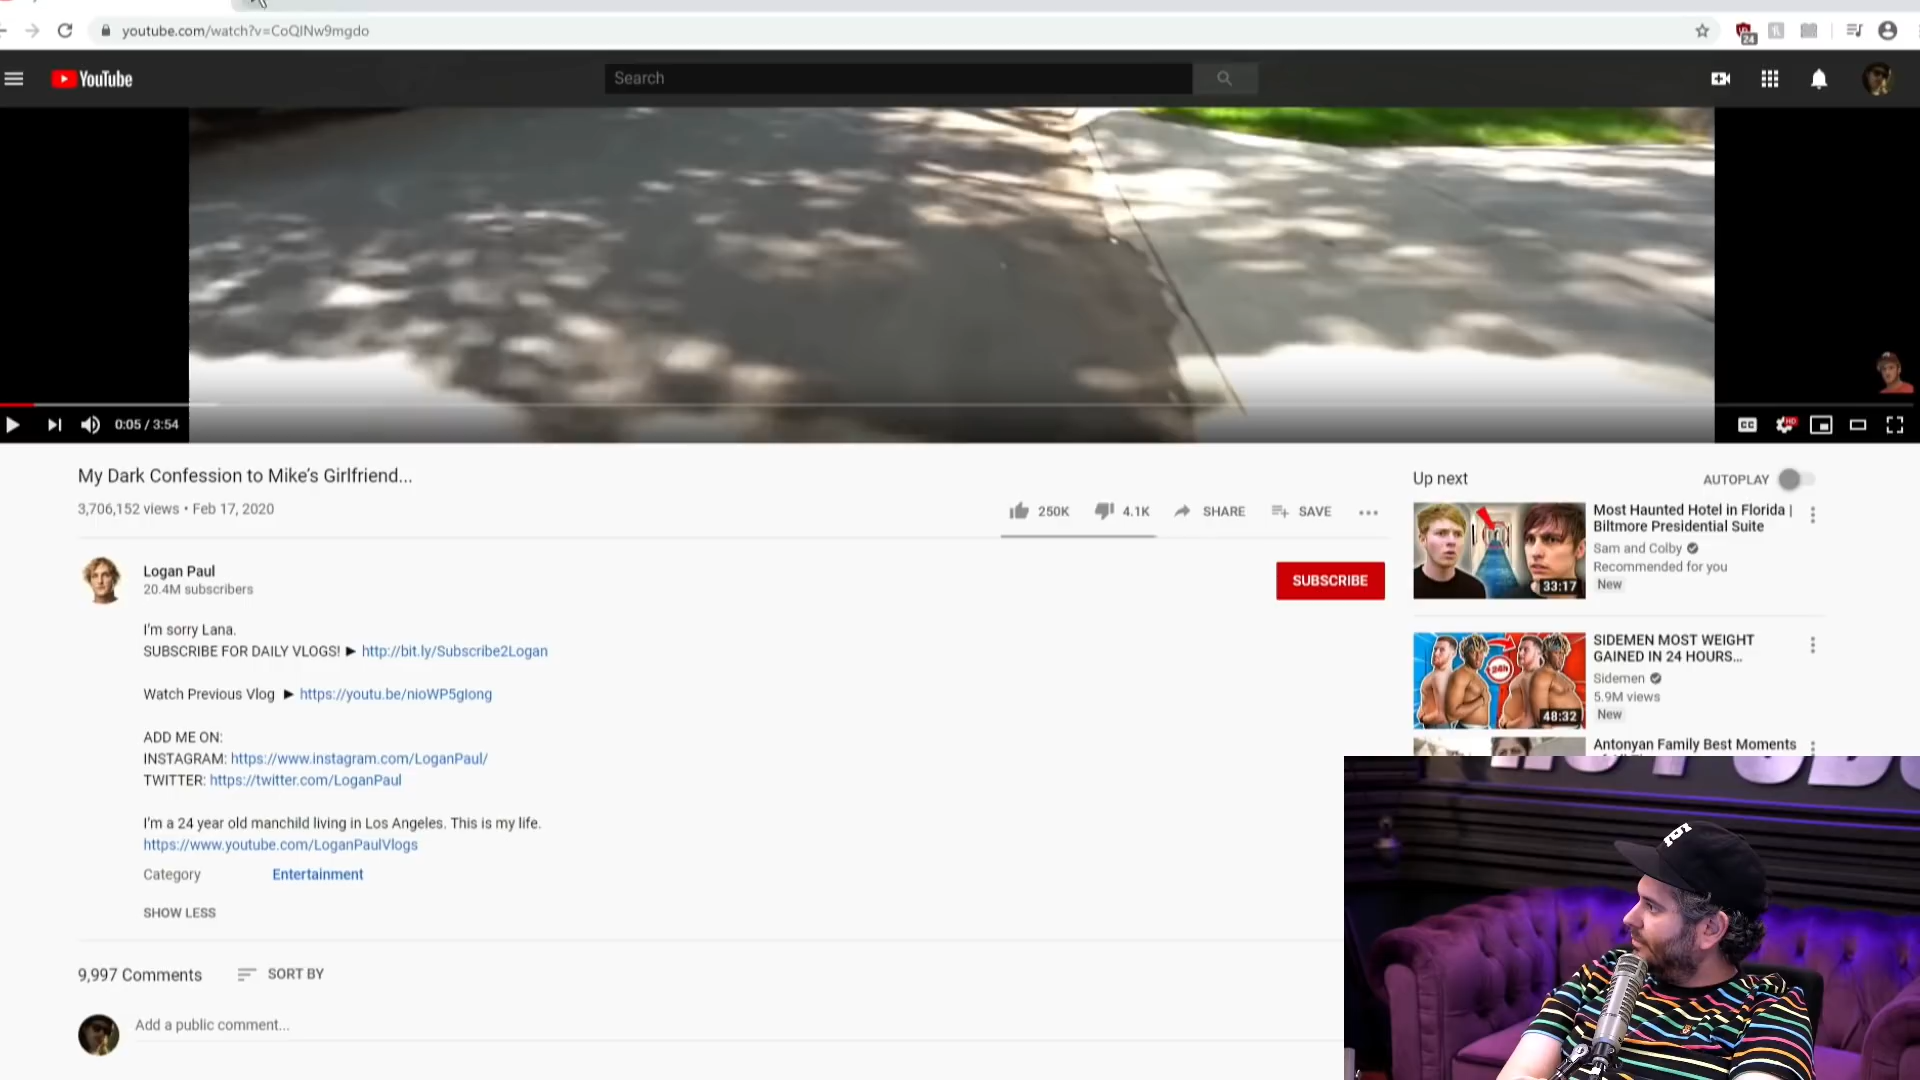 youtube.com/watch?v=CoQlNw9mgdo
24
YouTube
Search
0:05 / 3:54
CC
HD
My Dark Confession to Mike's Girlfriend...
3,706,152 views • Feb 17, 2020
250K
4.1K
SHARE
SAVE
Logan Paul
20.4M subscribers
SUBSCRIBE
I'm sorry Lana.
SUBSCRIBE FOR DAILY VLOGS! ► http://bit.ly/Subscribe2Logan
Watch Previous Vlog ► https://youtu.be/nioWP5gIong
ADD ME ON:
INSTAGRAM: https://www.instagram.com/LoganPaul/
TWITTER: https://twitter.com/LoganPaul
I'm a 24 year old manchild living in Los Angeles. This is my life.
https://www.youtube.com/LoganPaulVlogs
Category Entertainment
SHOW LESS
9,997 Comments
SORT BY
Add a public comment...
Up next
AUTOPLAY
33:17
Most Haunted Hotel in Florida |
Biltmore Presidential Suite
Sam and Colby
Recommended for you
New
24h
48:32
SIDEMEN MOST WEIGHT
GAINED IN 24 HOURS...
Sidemen
5.9M views
New
Antonyan Family Best Moments